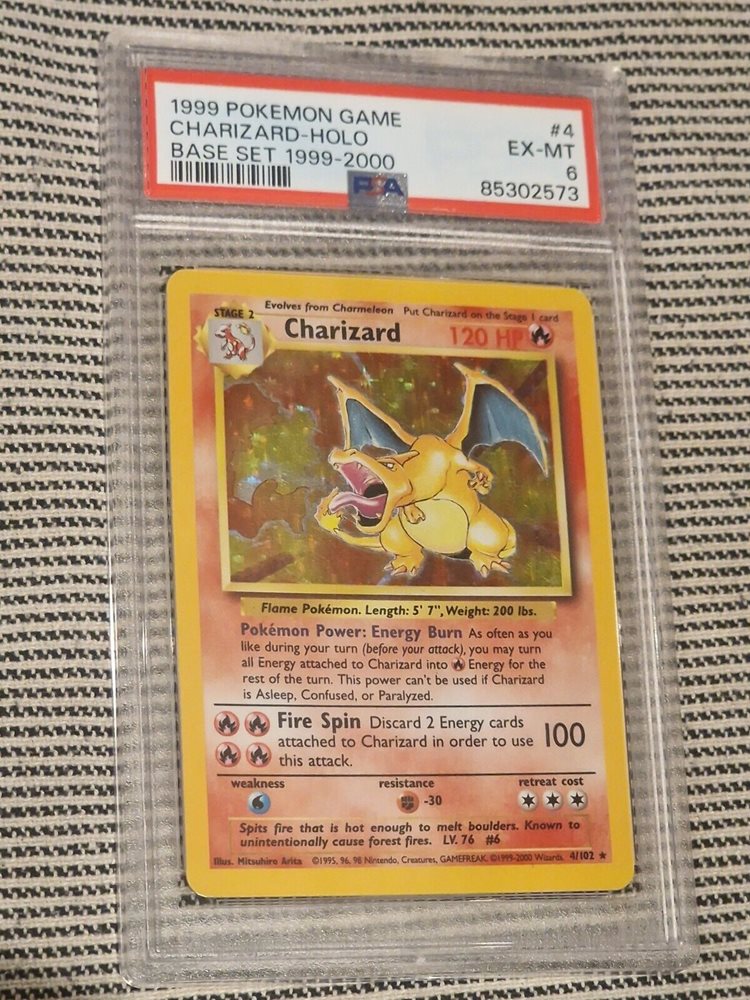 1999 POKEMON GAME #4
CHARIZARD-HOLO EX-MT
BASE SET 1999-2000 6
PSA 85302573
STAGE 2 Evolves from Charmeleon Put Charizard on the Stage 1 card
Charizard 120 HP
Flame Pokémon. Length: 5' 7", Weight: 200 lbs.
Pokémon Power: Energy Burn As often as you
like during your turn (before your attack), you may turn
all Energy attached to Charizard into Energy for the
rest of the turn. This power can't be used if Charizard
is Asleep, Confused, or Paralyzed.
Fire Spin Discard 2 Energy cards
attached to Charizard in order to use 100
this attack.
weakness resistance retreat cost
-30
Spits fire that is hot enough to melt boulders. Known to
unintentionally cause forest fires. LV. 76 #6
Illus. Mitsuhiro Arita ©1995, 96, 98 Nintendo, Creatures, GAMEFREAK. ©1999-2000 Wizards. 4/102 ★